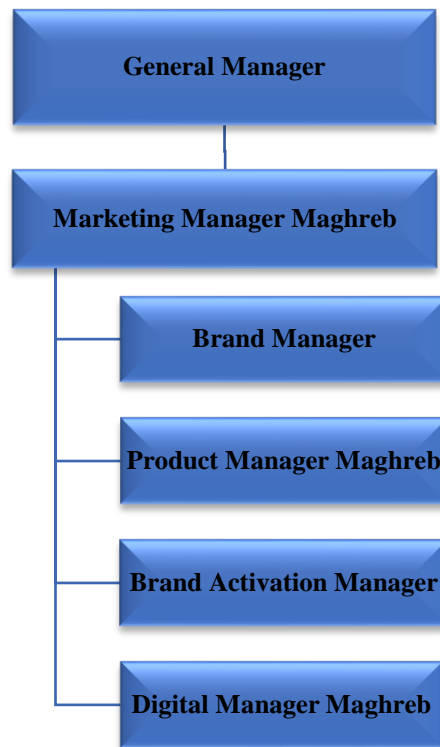 General Manager
Marketing Manager Maghreb
Brand Manager
Product Manager Maghreb
Brand Activation Manager
Digital Manager Maghreb